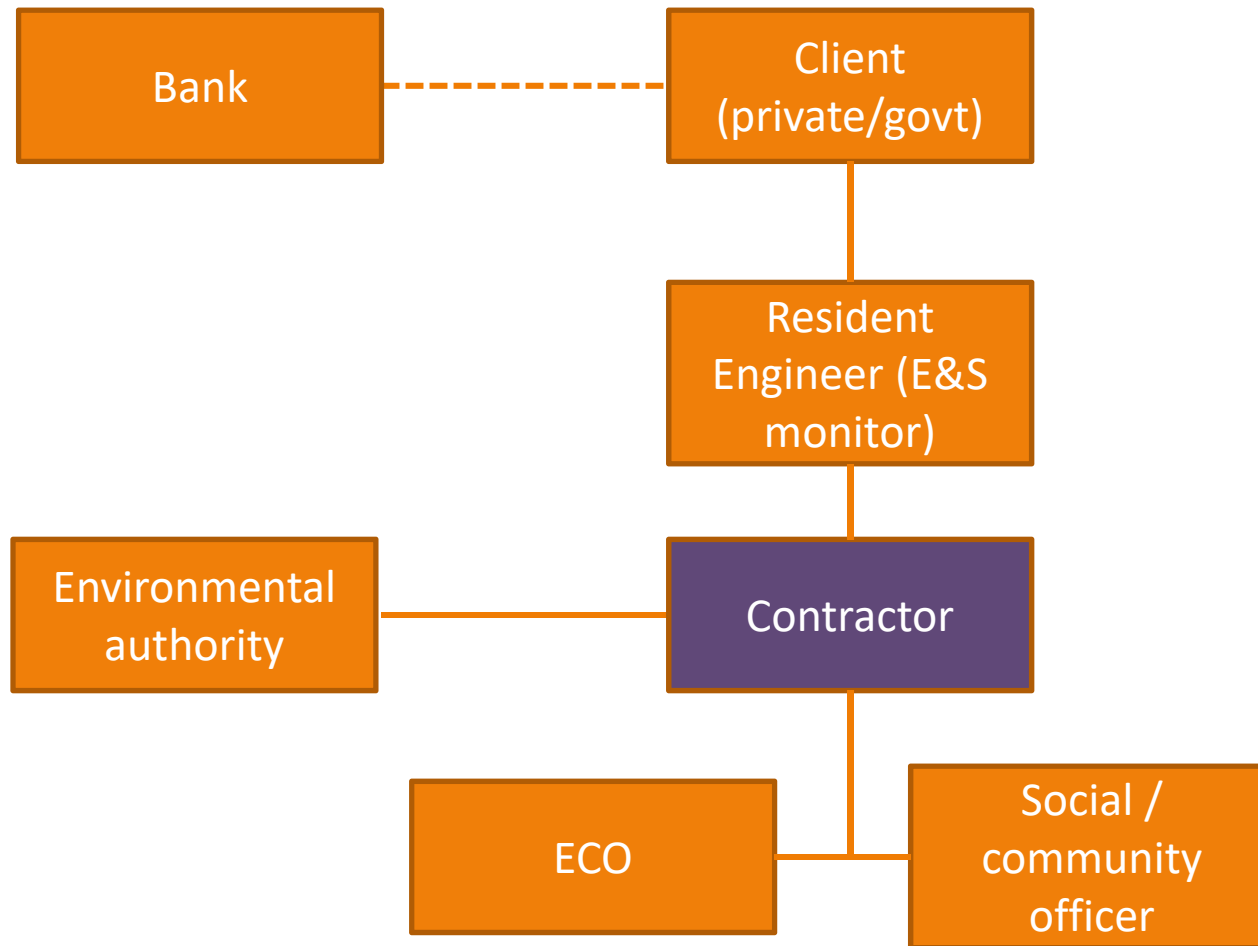 Bank
Client
(private/govt)
Resident
Engineer (E&S
monitor)
Environmental
authority
Contractor
ECO
Social /
community
officer